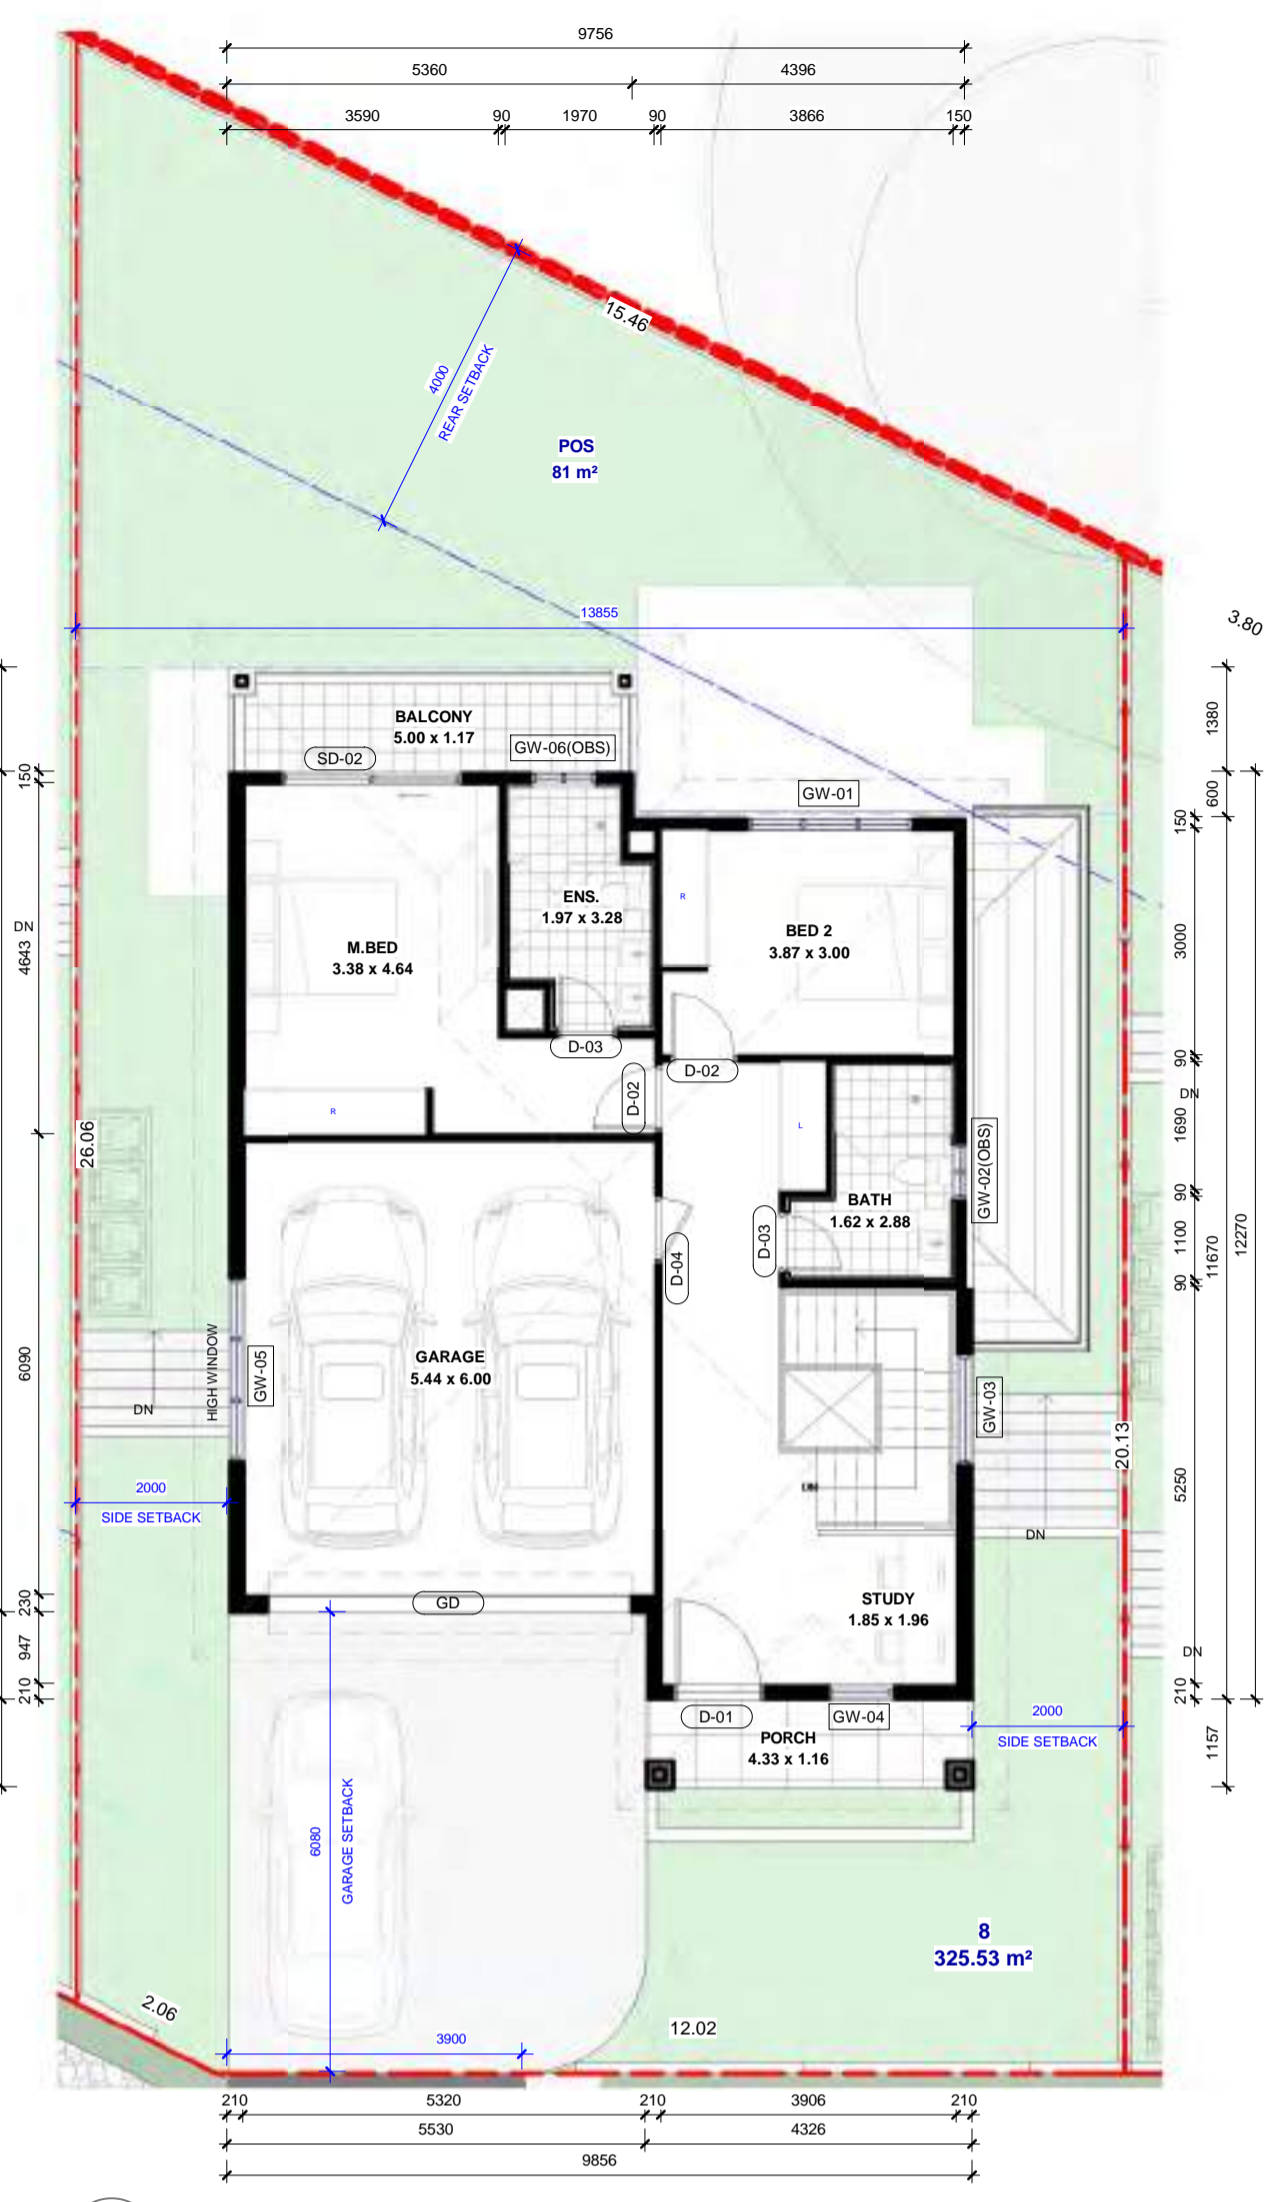 9756
5360
4396
3590
90
1970
90
3866
150
15.46
4000
REAR SETBACK
POS
81 m²
13855
3.80
1380
BALCONY
5.00 x 1.17
SD-02
GW-06(OBS)
GW-01
150
600
150
ENS.
1.97 x 3.28
R
BED 2
3.87 x 3.00
M.BED
3.38 x 4.64
DN
4643
3000
D-03
D-02
D-02
90
DN
R
L
1690
26.06
GW-02(OBS)
90
BATH
1.62 x 2.88
D-03
D-04
1100
11670
12270
90
HIGH WINDOW
GW-05
GARAGE
5.44 x 6.00
6090
DN
GW-03
20.13
2000
SIDE SETBACK
DN
5250
DN
230
GD
STUDY
1.85 x 1.96
947
DN
210
210
D-01
GW-04
2000
SIDE SETBACK
PORCH
4.33 x 1.16
1157
6080
GARAGE SETBACK
8
325.53 m²
2.06
12.02
3900
210
5320
210
3906
210
5530
4326
9856